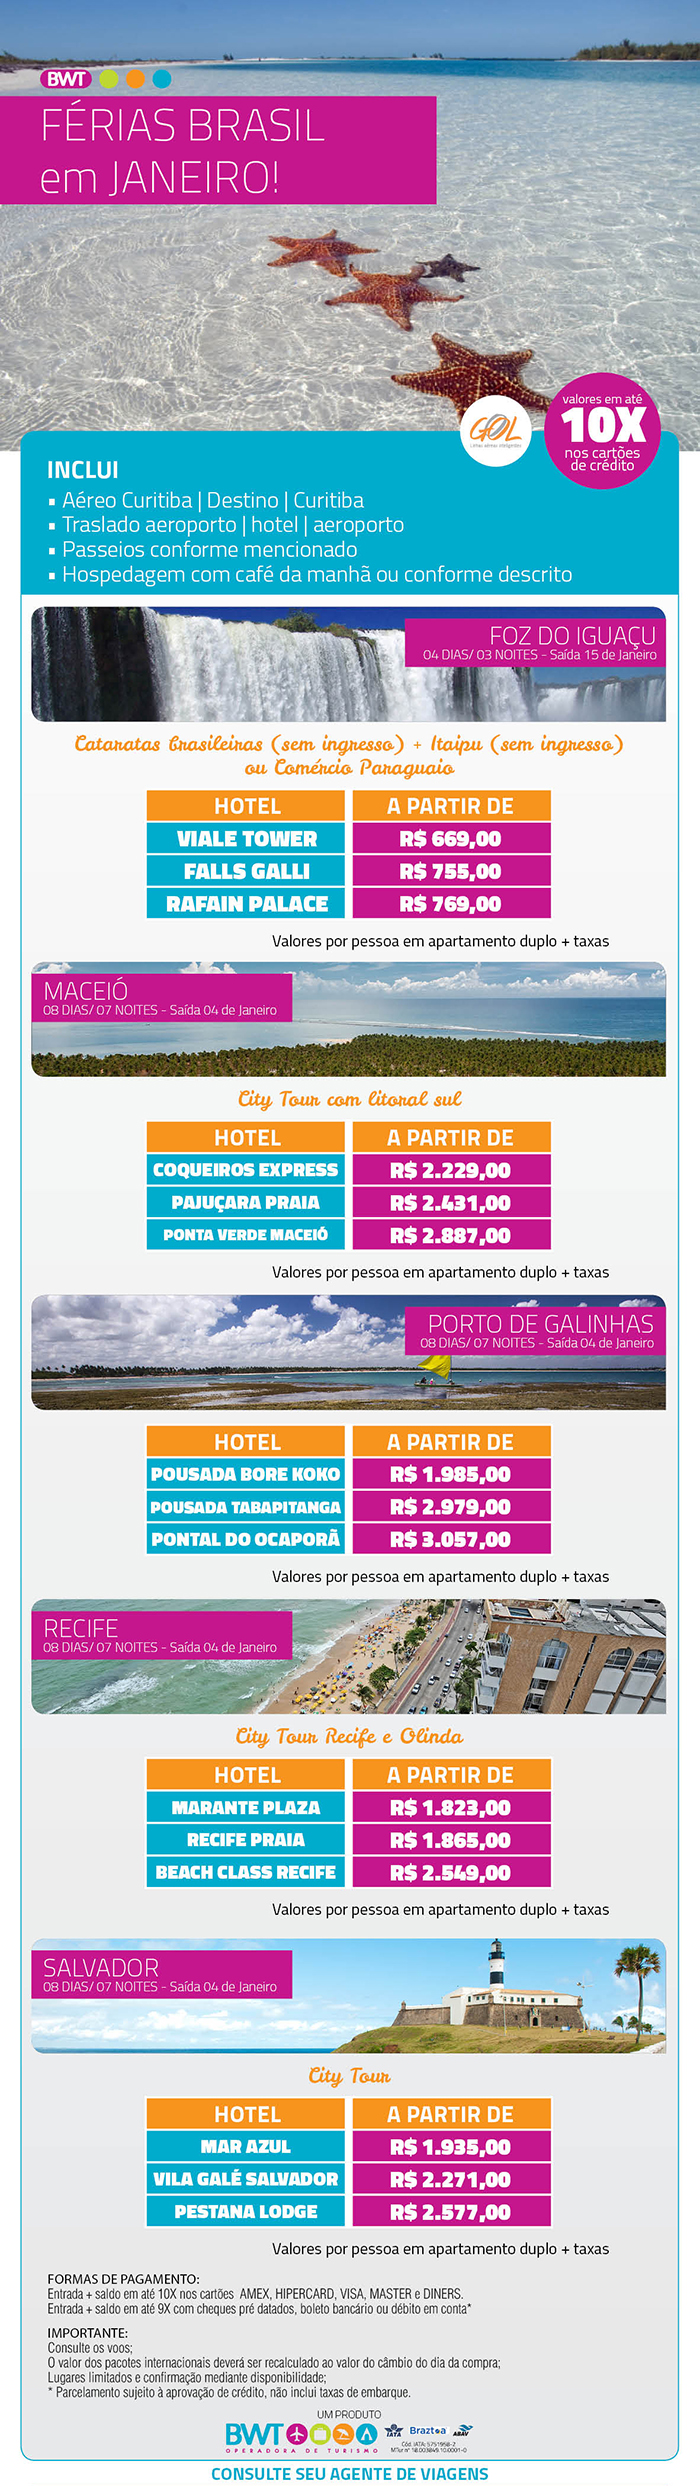 BWT
FÉRIAS BRASIL
em JANEIRO!
GOL
Linhas aéreas inteligentes
valores em até
10X
nos cartões
de crédito
INCLUI
▪ Aéreo Curitiba | Destino | Curitiba
▪ Traslado aeroporto | hotel | aeroporto
▪ Passeios conforme mencionado
▪ Hospedagem com café da manhã ou conforme descrito
FOZ DO IGUAÇU
04 DIAS/ 03 NOITES - Saída 15 de Janeiro
Cataratas Brasileiras (sem ingresso) + Itaipu (sem ingresso)
ou Comércio Paraguaio
HOTEL A PARTIR DE
VIALE TOWER R$ 669,00
FALLS GALLI R$ 755,00
RAFAIN PALACE R$ 769,00
Valores por pessoa em apartamento duplo + taxas
MACEIÓ
08 DIAS/ 07 NOITES - Saída 04 de Janeiro
City Tour com litoral sul
HOTEL A PARTIR DE
COQUEIROS EXPRESS R$ 2.229,00
PAJUÇARA PRAIA R$ 2.431,00
PONTA VERDE MACEIÓ R$ 2.887,00
Valores por pessoa em apartamento duplo + taxas
PORTO DE GALINHAS
08 DIAS/ 07 NOITES - Saída 04 de Janeiro
HOTEL A PARTIR DE
POUSADA BORE KOKO R$ 1.985,00
POUSADA TABAPITANGA R$ 2.979,00
PONTAL DO OCAPORÃ R$ 3.057,00
Valores por pessoa em apartamento duplo + taxas
RECIFE
08 DIAS/ 07 NOITES - Saída 04 de Janeiro
City Tour Recife e Olinda
HOTEL A PARTIR DE
MARANTE PLAZA R$ 1.823,00
RECIFE PRAIA R$ 1.865,00
BEACH CLASS RECIFE R$ 2.549,00
Valores por pessoa em apartamento duplo + taxas
SALVADOR
08 DIAS/ 07 NOITES - Saída 04 de Janeiro
City Tour
HOTEL A PARTIR DE
MAR AZUL R$ 1.935,00
VILA GALÉ SALVADOR R$ 2.271,00
PESTANA LODGE R$ 2.577,00
Valores por pessoa em apartamento duplo + taxas
FORMAS DE PAGAMENTO:
Entrada + saldo em até 10X nos cartões AMEX, HIPERCARD, VISA, MASTER e DINERS.
Entrada + saldo em até 9X com cheques pré datados, boleto bancário ou débito em conta*
IMPORTANTE:
Consulte os voos;
O valor dos pacotes internacionais deverá ser recalculado ao valor do câmbio do dia da compra;
Lugares limitados e confirmação mediante disponibilidade;
* Parcelamento sujeito à aprovação de crédito, não inclui taxas de embarque.
UM PRODUTO
BWT
OPERADORA DE TURISMO
IATA Braztoa ABAV
Cód. IATA: 5751958-2
MTur nº 18.003849.10.0001-0
CONSULTE SEU AGENTE DE VIAGENS